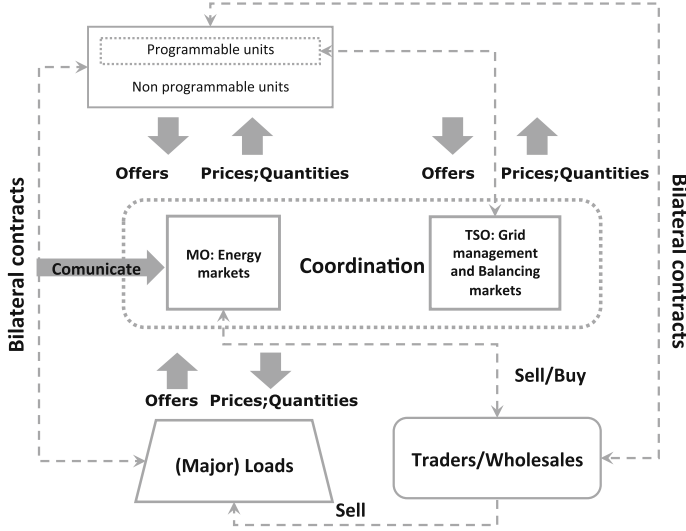 Programmable units
Non programmable units
Offers
Prices;Quantities
Offers
Prices;Quantities
Bilateral contracts
Bilateral contracts
MO: Energy
markets
Coordination
TSO: Grid
management
and Balancing
markets
Comunicate
Sell/Buy
Offers
Prices;Quantities
(Major) Loads
Traders/Wholesales
Sell